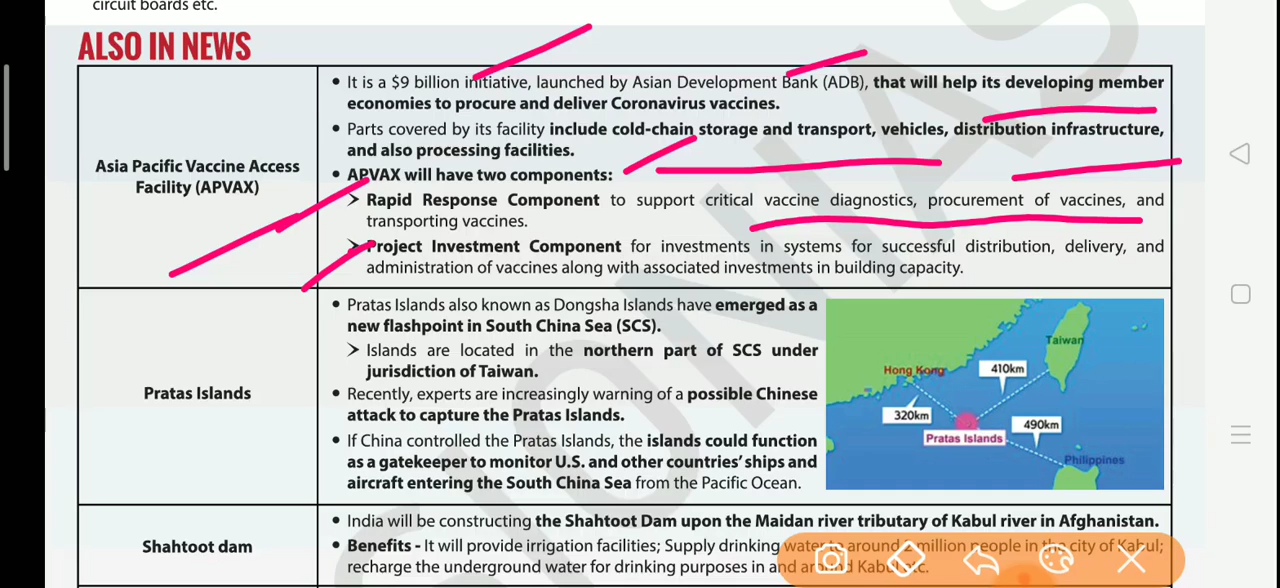 circuit boards etc.
ALSO IN NEWS
Asia Pacific Vaccine Access
Facility (APVAX)
• It is a $9 billion initiative, launched by Asian Development Bank (ADB), that will help its developing member
economies to procure and deliver Coronavirus vaccines.
• Parts covered by its facility include cold-chain storage and transport, vehicles, distribution infrastructure,
and also processing facilities.
• APVAX will have two components:
➢ Rapid Response Component to support critical vaccine diagnostics, procurement of vaccines, and
transporting vaccines.
➢ Project Investment Component for investments in systems for successful distribution, delivery, and
administration of vaccines along with associated investments in building capacity.
Pratas Islands
• Pratas Islands also known as Dongsha Islands have emerged as a
new flashpoint in South China Sea (SCS).
➢ Islands are located in the northern part of SCS under
jurisdiction of Taiwan.
• Recently, experts are increasingly warning of a possible Chinese
attack to capture the Pratas Islands.
• If China controlled the Pratas Islands, the islands could function
as a gatekeeper to monitor U.S. and other countries' ships and
aircraft entering the South China Sea from the Pacific Ocean.
Taiwan
Hong Kong
410km
320km
490km
Pratas Islands
Philippines
Shahtoot dam
• India will be constructing the Shahtoot Dam upon the Maidan river tributary of Kabul river in Afghanistan.
• Benefits - It will provide irrigation facilities; Supply drinking water to around 2 million people in the city of Kabul;
recharge the underground water for drinking purposes in and around Kabul etc.